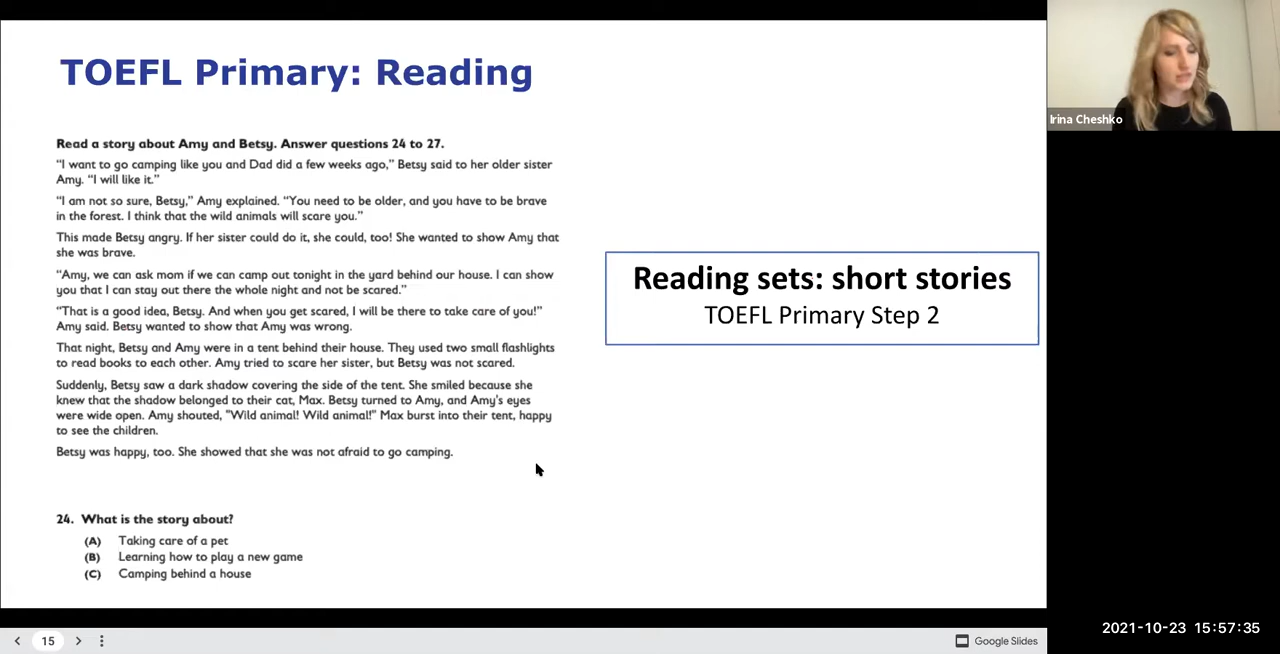 TOEFL Primary: Reading
Read a story about Amy and Betsy. Answer questions 24 to 27.
“I want to go camping like you and Dad did a few weeks ago,” Betsy said to her older sister
Amy. “I will like it.”
“I am not so sure, Betsy,” Amy explained. “You need to be older, and you have to be brave
in the forest. I think that the wild animals will scare you.”
This made Betsy angry. If her sister could do it, she could, too! She wanted to show Amy that
she was brave.
“Amy, we can ask mom if we can camp out tonight in the yard behind our house. I can show
you that I can stay out there the whole night and not be scared.”
“That is a good idea, Betsy. And when you get scared, I will be there to take care of you!”
Amy said. Betsy wanted to show that Amy was wrong.
That night, Betsy and Amy were in a tent behind their house. They used two small flashlights
to read books to each other. Amy tried to scare her sister, but Betsy was not scared.
Suddenly, Betsy saw a dark shadow covering the side of the tent. She smiled because she
knew that the shadow belonged to their cat, Max. Betsy turned to Amy, and Amy's eyes
were wide open. Amy shouted, "Wild animal! Wild animal!" Max burst into their tent, happy
to see the children.
Betsy was happy, too. She showed that she was not afraid to go camping.
24. What is the story about?
(A) Taking care of a pet
(B) Learning how to play a new game
(C) Camping behind a house
Reading sets: short stories
TOEFL Primary Step 2
Irina Cheshko
15
Google Slides
2021-10-23 15:57:35